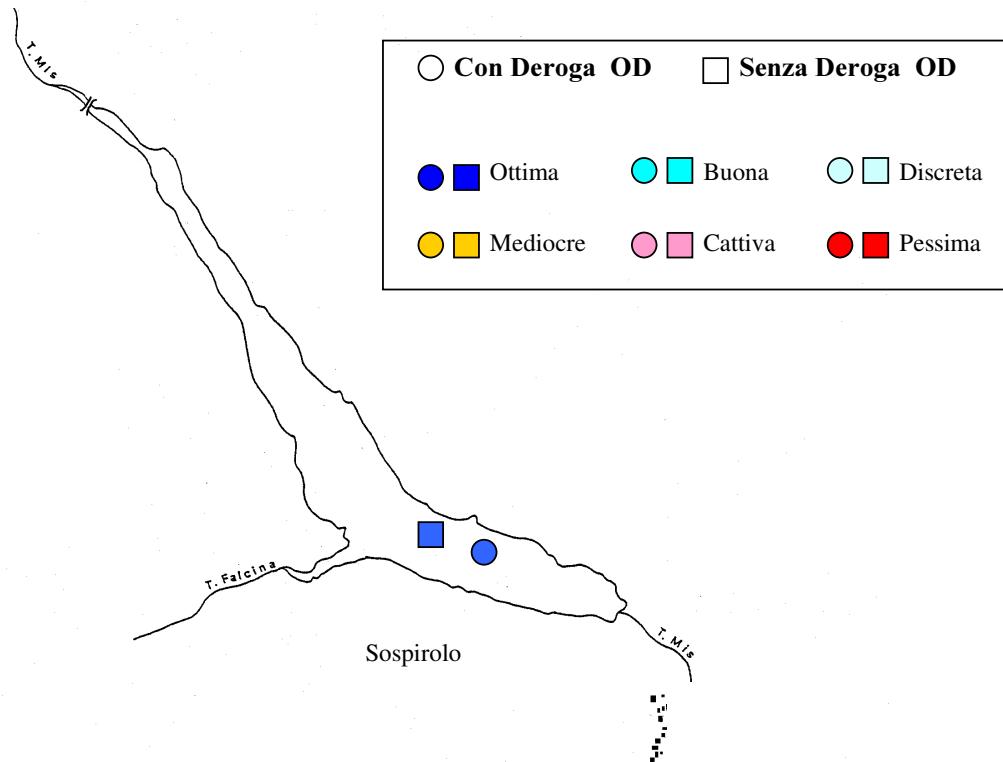 T. Mis
Con Deroga OD Senza Deroga OD
Ottima Buona Discreta
Mediocre Cattiva Pessima
T. Falcina
T. Mis
Sospirolo